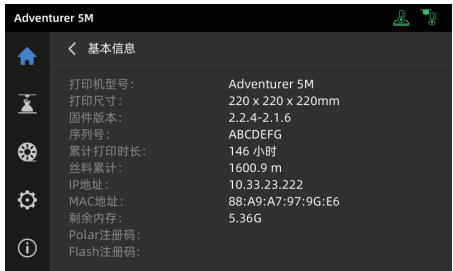 Adventurer 5M
基本信息
打印机型号: Adventurer 5M
打印尺寸: 220 x 220 x 220mm
固件版本: 2.2.4-2.1.6
序列号: ABCDEFG
累计打印时长: 146 小时
丝料累计: 1600.9 m
IP地址: 10.33.23.222
MAC地址: 88:A9:A7:97:9G:E6
剩余内存: 5.36G
Polar注册码:
Flash注册码: